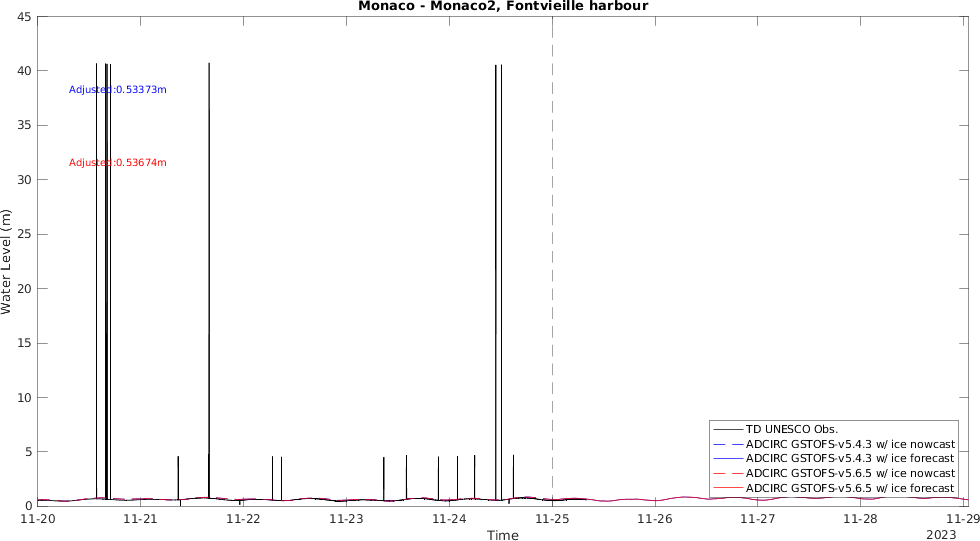 Monaco - Monaco2, Fontvieille harbour
45
40
35
30
25
20
15
10
5
0
Water Level (m)
Adjusted:0.53373m
Adjusted:0.53674m
TD UNESCO Obs.
ADCIRC GSTOFS-v5.4.3 w/ ice nowcast
ADCIRC GSTOFS-v5.4.3 w/ ice forecast
ADCIRC GSTOFS-v5.6.5 w/ ice nowcast
ADCIRC GSTOFS-v5.6.5 w/ ice forecast
11-20 11-21 11-22 11-23 11-24 11-25 11-26 11-27 11-28 11-29
Time
2023